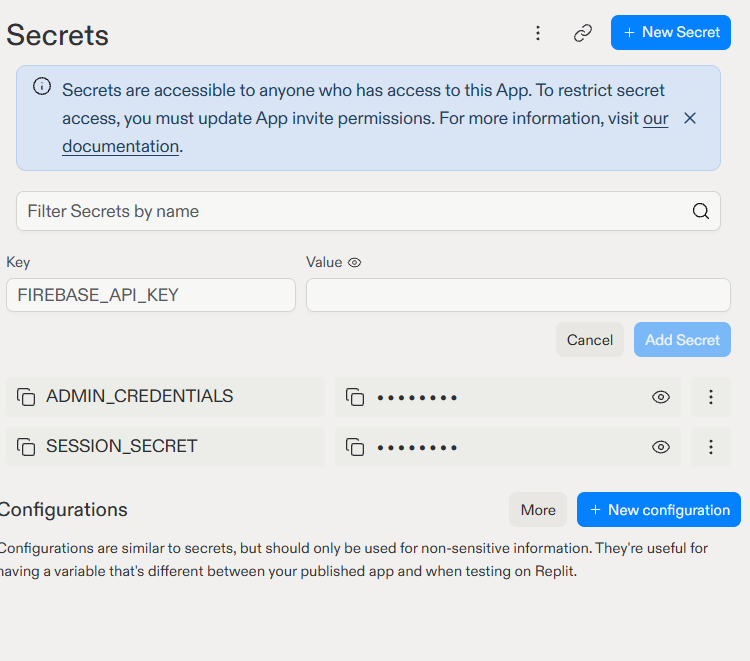 Secrets
+ New Secret
Secrets are accessible to anyone who has access to this App. To restrict secret
access, you must update App invite permissions. For more information, visit our
documentation.
Filter Secrets by name
Key
Value
FIREBASE_API_KEY
Cancel
Add Secret
ADMIN_CREDENTIALS
••••••••
SESSION_SECRET
••••••••
Configurations
More
+ New configuration
Configurations are similar to secrets, but should only be used for non-sensitive information. They're useful for
having a variable that's different between your published app and when testing on Replit.